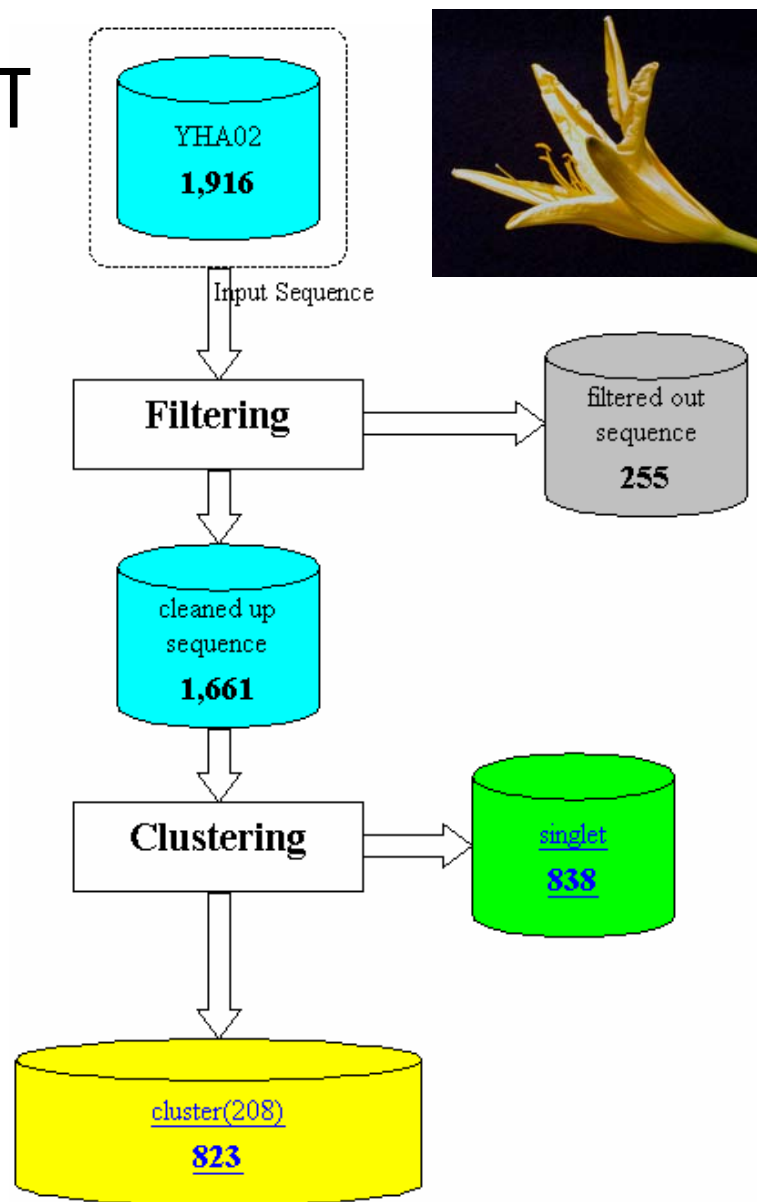 T
YHA02
1,916
Input Sequence
Filtering
filtered out
sequence
255
cleaned up
sequence
1,661
Clustering
singlet
838
cluster(208)
823